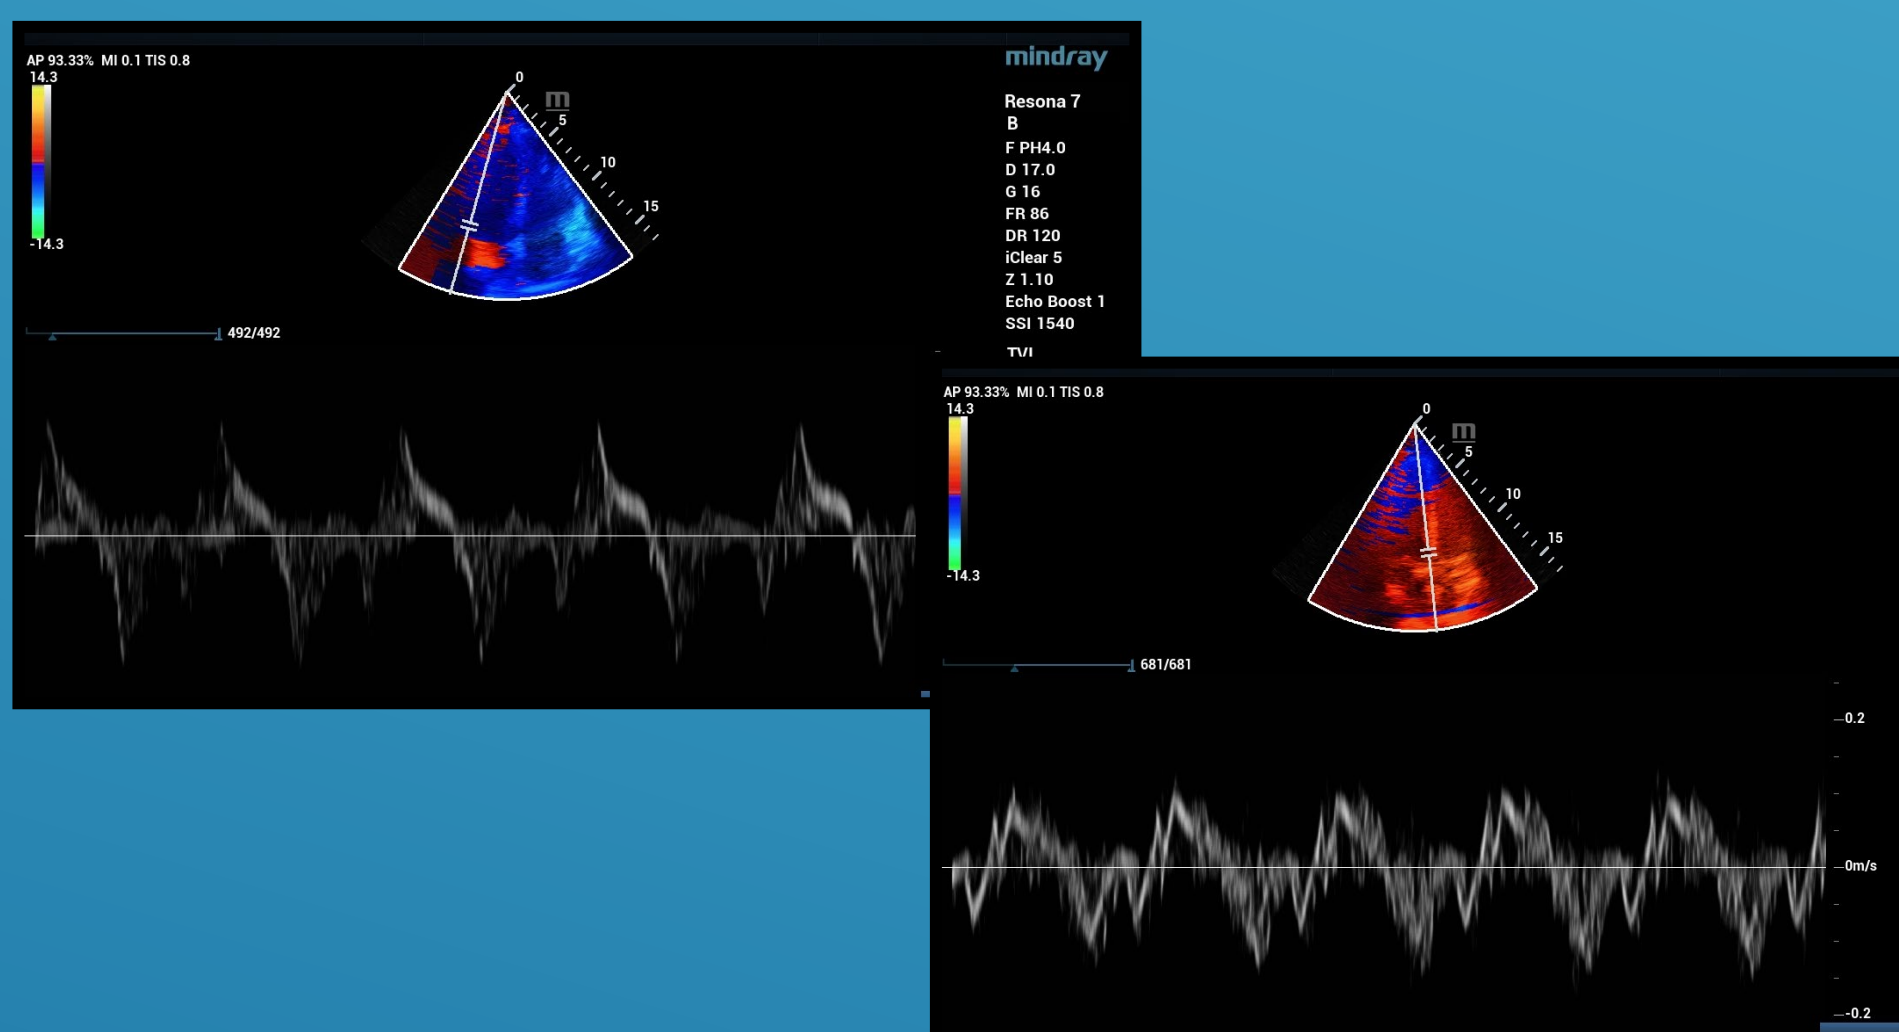 AP 93.33% MI 0.1 TIS 0.8
14.3
-14.3
0
m
5
10
15
492/492
mindray
Resona 7
B
F PH4.0
D 17.0
G 16
FR 86
DR 120
iClear 5
Z 1.10
Echo Boost 1
SSI 1540
TVI
AP 93.33% MI 0.1 TIS 0.8
14.3
-14.3
0
m
5
10
15
681/681
0.2
0m/s
-0.2